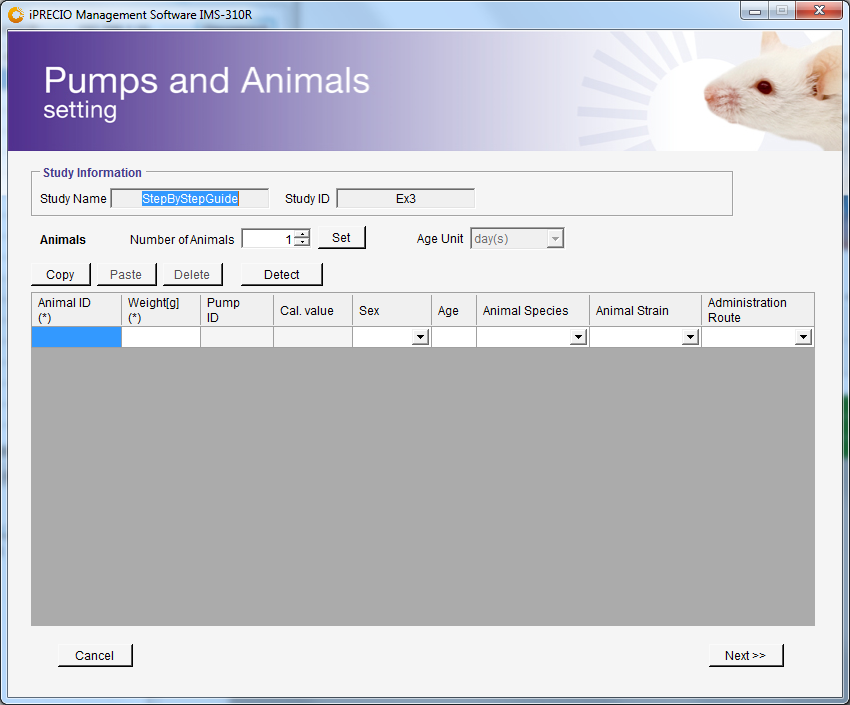 iPRECIO Management Software IMS-310R
Pumps and Animals
setting
Study Information
Study Name StepByStepGuide Study ID Ex3
Animals Number of Animals 1 Set Age Unit day(s)
Copy Paste Delete Detect
Animal ID (*) Weight[g] (*) Pump ID Cal. value Sex Age Animal Species Animal Strain Administration Route
Cancel Next >>